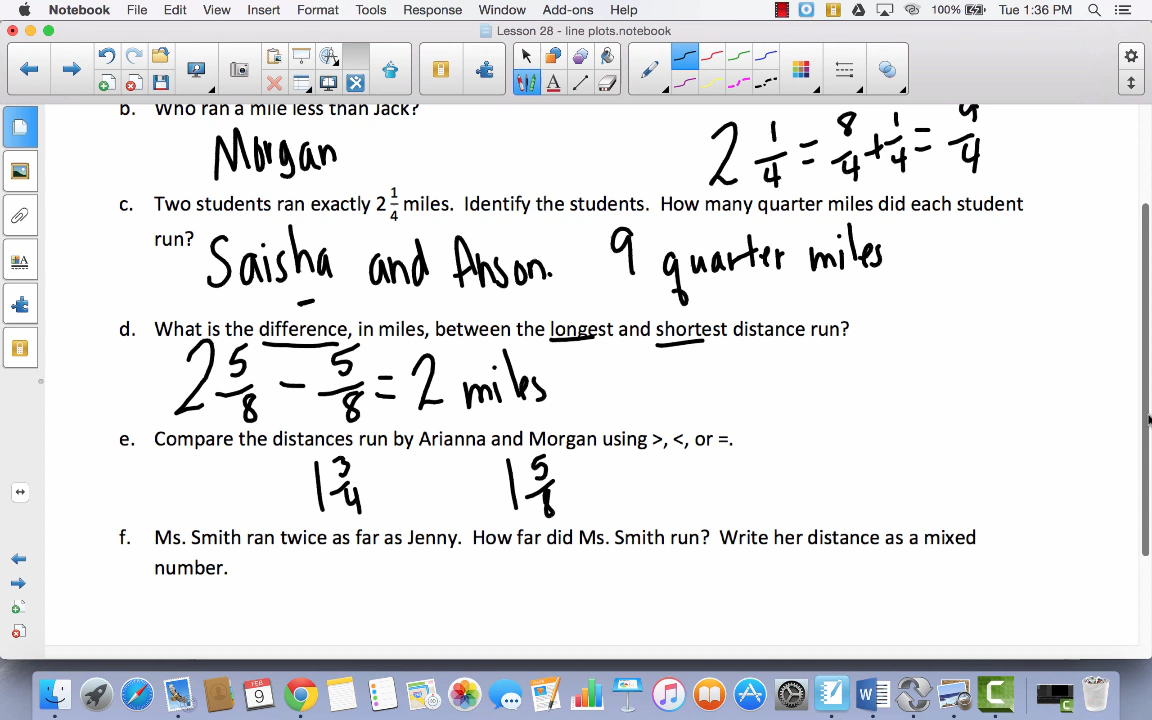 Notebook File Edit View Insert Format Tools Response Window Add-ons Help 100% Tue 1:36 PM
Lesson 28 - line plots.notebook
b. Who ran a mile less than Jack?
Morgan
2 1/4 = 8/4 + 1/4 = 9/4
c. Two students ran exactly 2 1/4 miles. Identify the students. How many quarter miles did each student
run?
Saisha and Anson. 9 quarter miles
d. What is the difference, in miles, between the longest and shortest distance run?
2 5/8 - 5/8 = 2 miles
e. Compare the distances run by Arianna and Morgan using >, <, or =.
1 3/4 1 5/8
f. Ms. Smith ran twice as far as Jenny. How far did Ms. Smith run? Write her distance as a mixed
number.
FEB
9